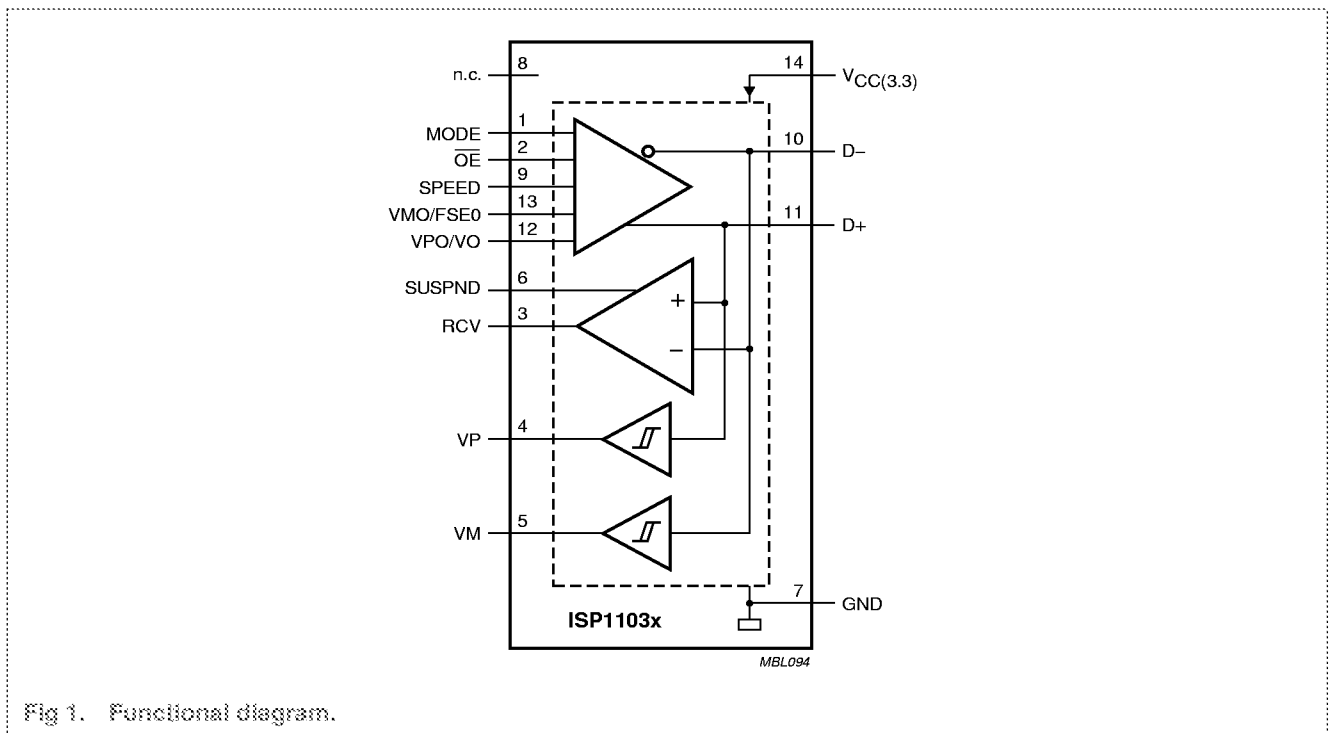 n.c. 8
14 VCC(3.3)
MODE 1
10 D–
OE 2
SPEED 9
VMO/FSE0 13
11 D+
VPO/VO 12
SUSPND 6
+
RCV 3
–
VP 4
VM 5
7 GND
ISP1103x
MBL094
Fig 1. Functional diagram.